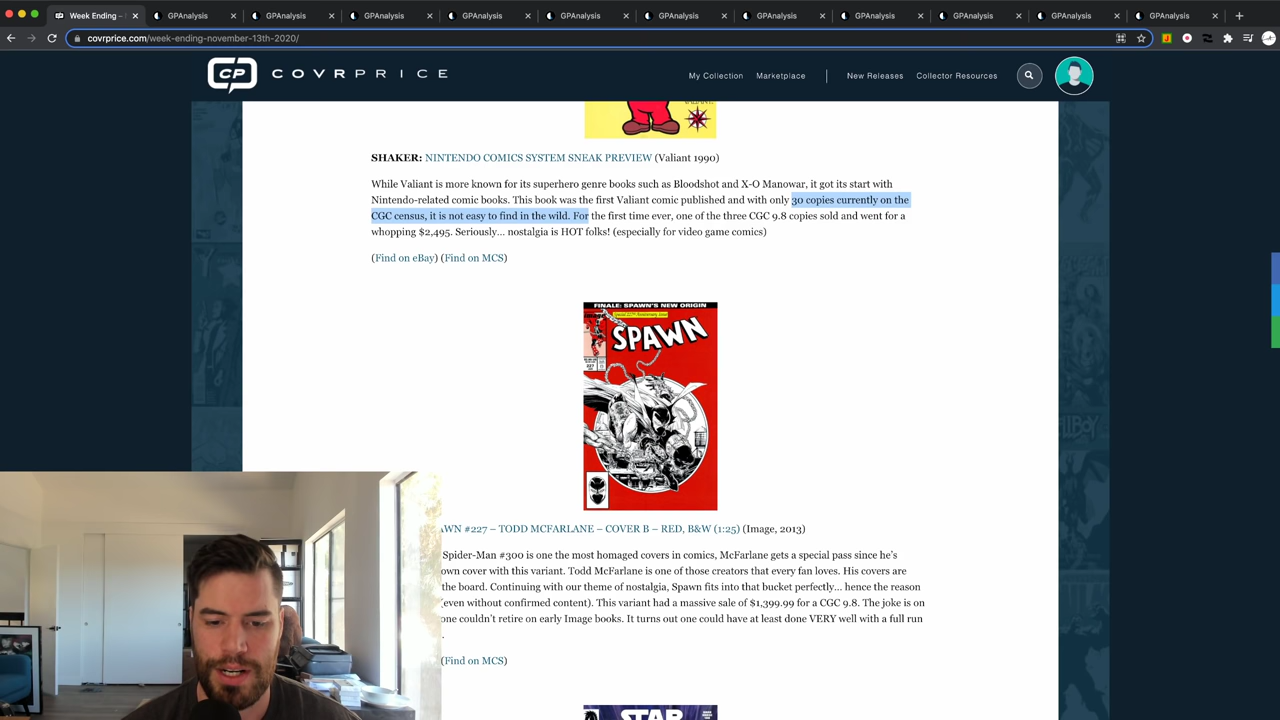 Week Ending -
GPAnalysis
GPAnalysis
GPAnalysis
GPAnalysis
GPAnalysis
GPAnalysis
GPAnalysis
GPAnalysis
GPAnalysis
GPAnalysis
GPAnalysis
covrprice.com/week-ending-november-13th-2020/
CP COVRPRICE
My Collection Marketplace New Releases Collector Resources
SHAKER: NINTENDO COMICS SYSTEM SNEAK PREVIEW (Valiant 1990)
While Valiant is more known for its superhero genre books such as Bloodshot and X-O Manowar, it got its start with
Nintendo-related comic books. This book was the first Valiant comic published and with only 30 copies currently on the
CGC census, it is not easy to find in the wild. For the first time ever, one of the three CGC 9.8 copies sold and went for a
whopping $2,495. Seriously... nostalgia is HOT folks! (especially for video game comics)
(Find on eBay) (Find on MCS)
FINALE: SPAWN'S NEW ORIGIN
SPAWN
227
AWN #227 – TODD MCFARLANE – COVER B – RED, B&W (1:25) (Image, 2013)
Spider-Man #300 is one the most homaged covers in comics, McFarlane gets a special pass since he's
own cover with this variant. Todd McFarlane is one of those creators that every fan loves. His covers are
the board. Continuing with our theme of nostalgia, Spawn fits into that bucket perfectly... hence the reason
(even without confirmed content). This variant had a massive sale of $1,399.99 for a CGC 9.8. The joke is on
one couldn't retire on early Image books. It turns out one could have at least done VERY well with a full run
.
(Find on MCS)
STAR